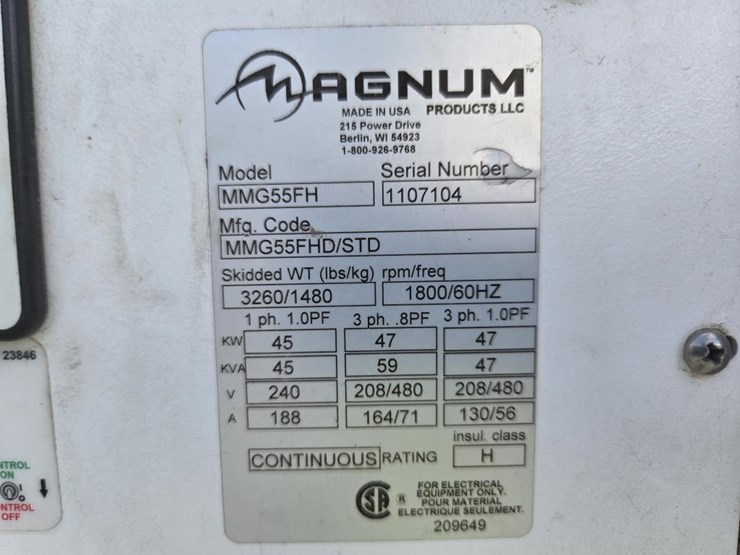 MAGNUM™
MADE IN USA PRODUCTS LLC
215 Power Drive
Berlin, WI 54923
1-800-926-9768
Model Serial Number
MMG55FH 1107104
Mfg. Code
MMG55FHD/STD
Skidded WT (lbs/kg) rpm/freq
3260/1480 1800/60HZ
1 ph. 1.0PF 3 ph. .8PF 3 ph. 1.0PF
KW 45 47 47
KVA 45 59 47
V 240 208/480 208/480
A 188 164/71 130/56
insul. class
CONTINUOUS RATING H
SA ® FOR ELECTRICAL
EQUIPMENT ONLY.
POUR MATERIAL
ELECTRIQUE SEULEMENT.
209649
23846
NTROL
ON
NTROL
OFF